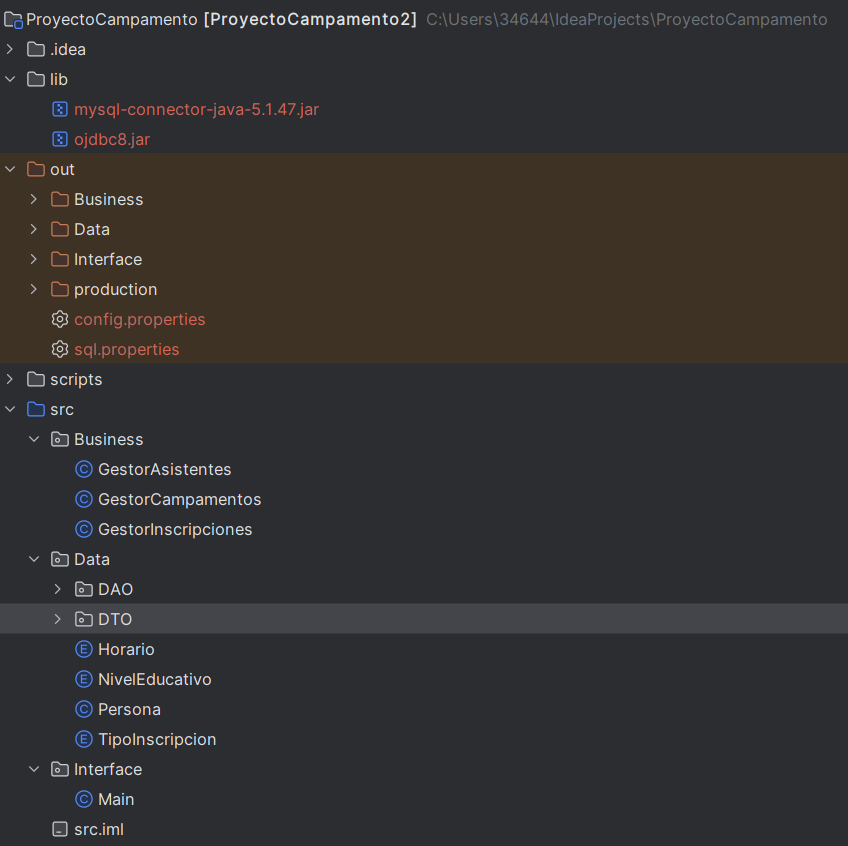 ProyectoCampamento [ProyectoCampamento2] C:\Users\34644\IdeaProjects\ProyectoCampamento
.idea
lib
mysql-connector-java-5.1.47.jar
ojdbc8.jar
out
Business
Data
Interface
production
config.properties
sql.properties
scripts
src
Business
C GestorAsistentes
C GestorCampamentos
C GestorInscripciones
Data
DAO
DTO
E Horario
E NivelEducativo
C Persona
E TipoInscripcion
Interface
C Main
src.iml